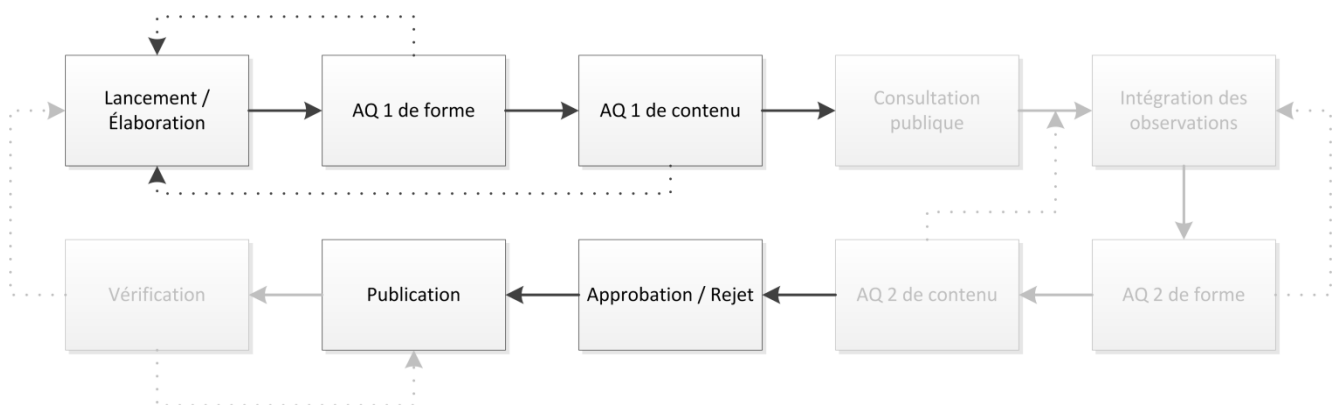 Lancement /
Élaboration
AQ 1 de forme
AQ 1 de contenu
Consultation
publique
Intégration des
observations
Vérification
Publication
Approbation / Rejet
AQ 2 de contenu
AQ 2 de forme